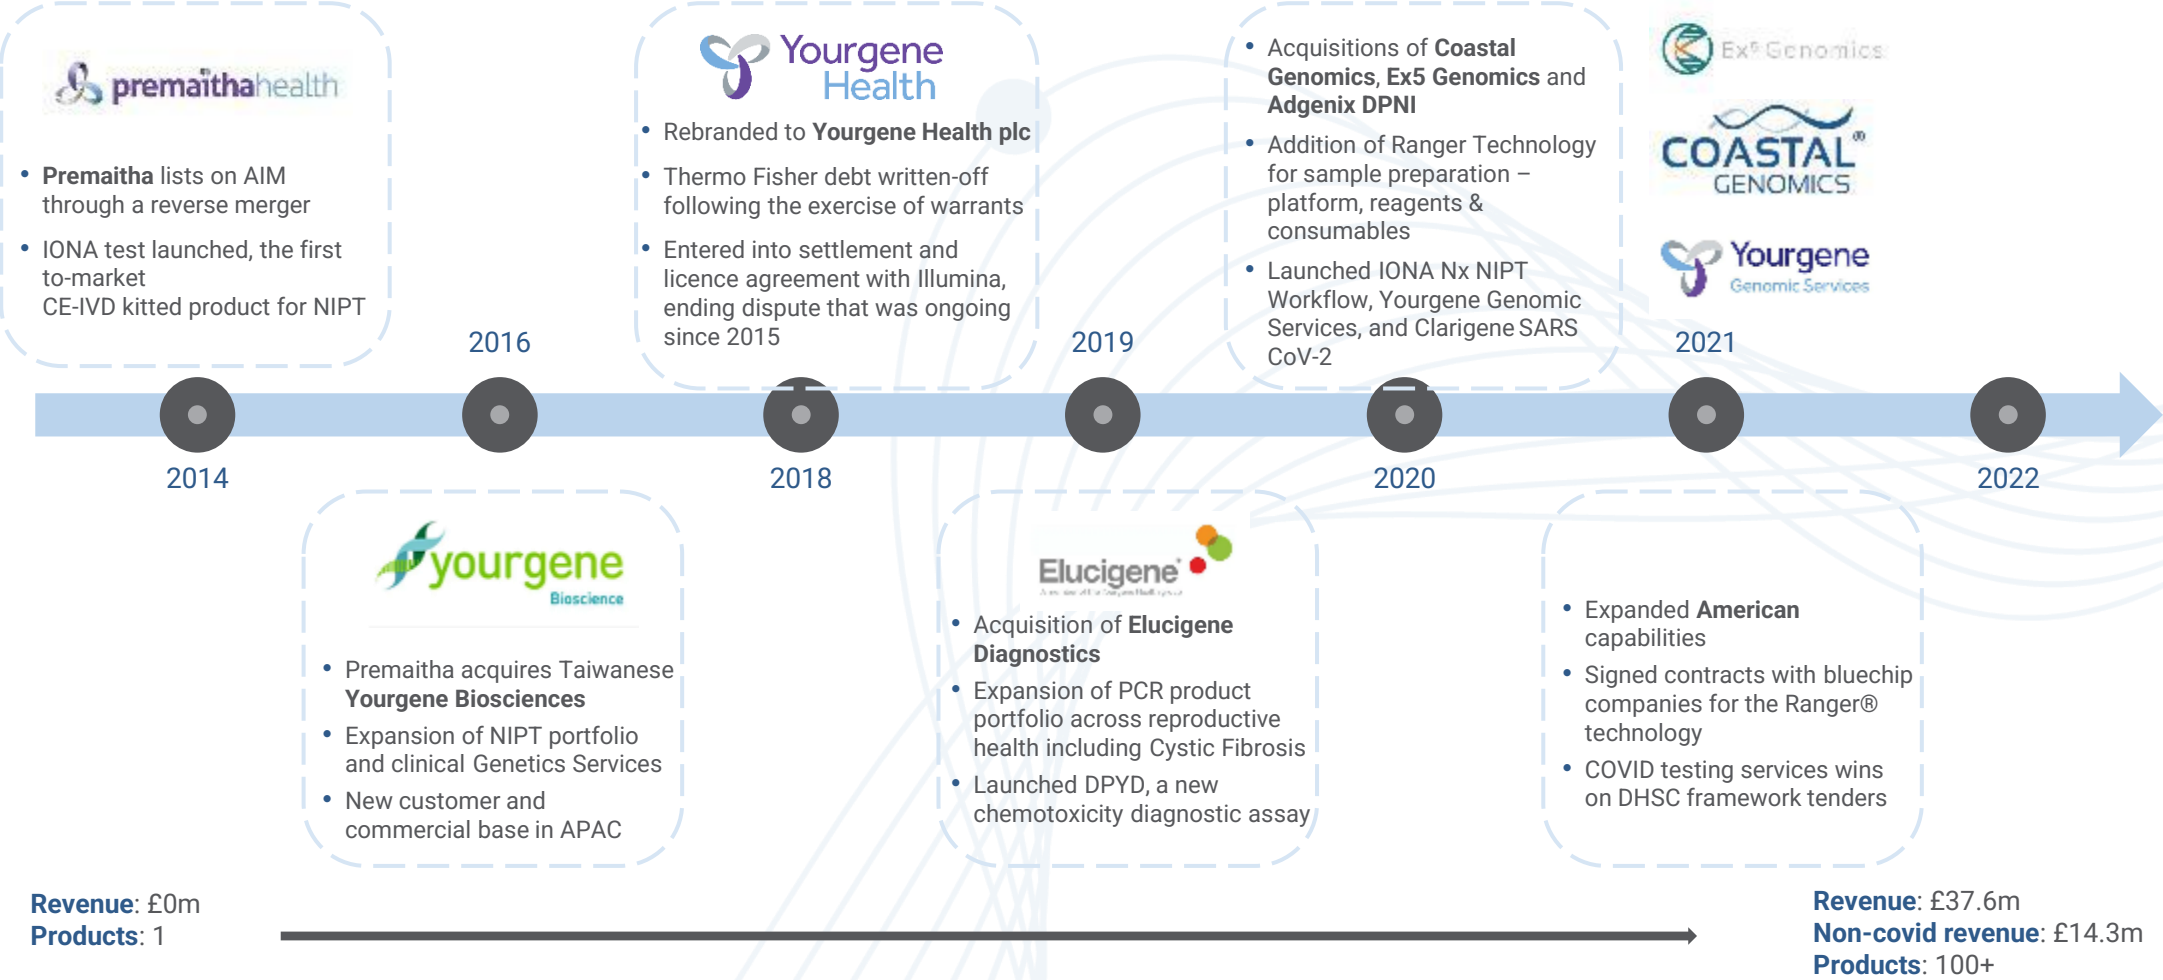 premaithahealth
• Premaitha lists on AIM
through a reverse merger
• IONA test launched, the first
to-market
CE-IVD kitted product for NIPT
2014
2016
yourgene
Bioscience
• Premaitha acquires Taiwanese
Yourgene Biosciences
• Expansion of NIPT portfolio
and clinical Genetics Services
• New customer and
commercial base in APAC
Yourgene
Health
• Rebranded to Yourgene Health plc
• Thermo Fisher debt written-off
following the exercise of warrants
• Entered into settlement and
licence agreement with Illumina,
ending dispute that was ongoing
since 2015
2018
2019
Elucigene
• Acquisition of Elucigene
Diagnostics
• Expansion of PCR product
portfolio across reproductive
health including Cystic Fibrosis
• Launched DPYD, a new
chemotoxicity diagnostic assay
• Acquisitions of Coastal
Genomics, Ex5 Genomics and
Adgenix DPNI
• Addition of Ranger Technology
for sample preparation –
platform, reagents &
consumables
• Launched IONA Nx NIPT
Workflow, Yourgene Genomic
Services, and Clarigene SARS
CoV-2
2020
Ex5 Genomics
COASTAL®
GENOMICS
Yourgene
Genomic Services
2021
• Expanded American
capabilities
• Signed contracts with bluechip
companies for the Ranger®
technology
• COVID testing services wins
on DHSC framework tenders
2022
Revenue: £0m
Products: 1
Revenue: £37.6m
Non-covid revenue: £14.3m
Products: 100+